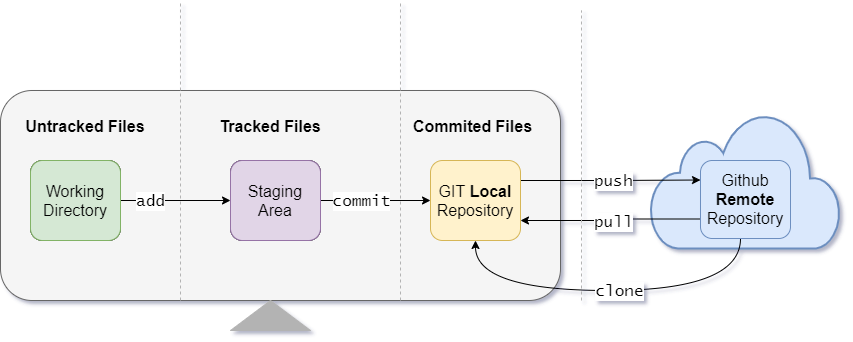 Untracked Files
Tracked Files
Commited Files
Working
Directory
add
Staging
Area
commit
GIT Local
Repository
push
pull
clone
Github
Remote
Repository